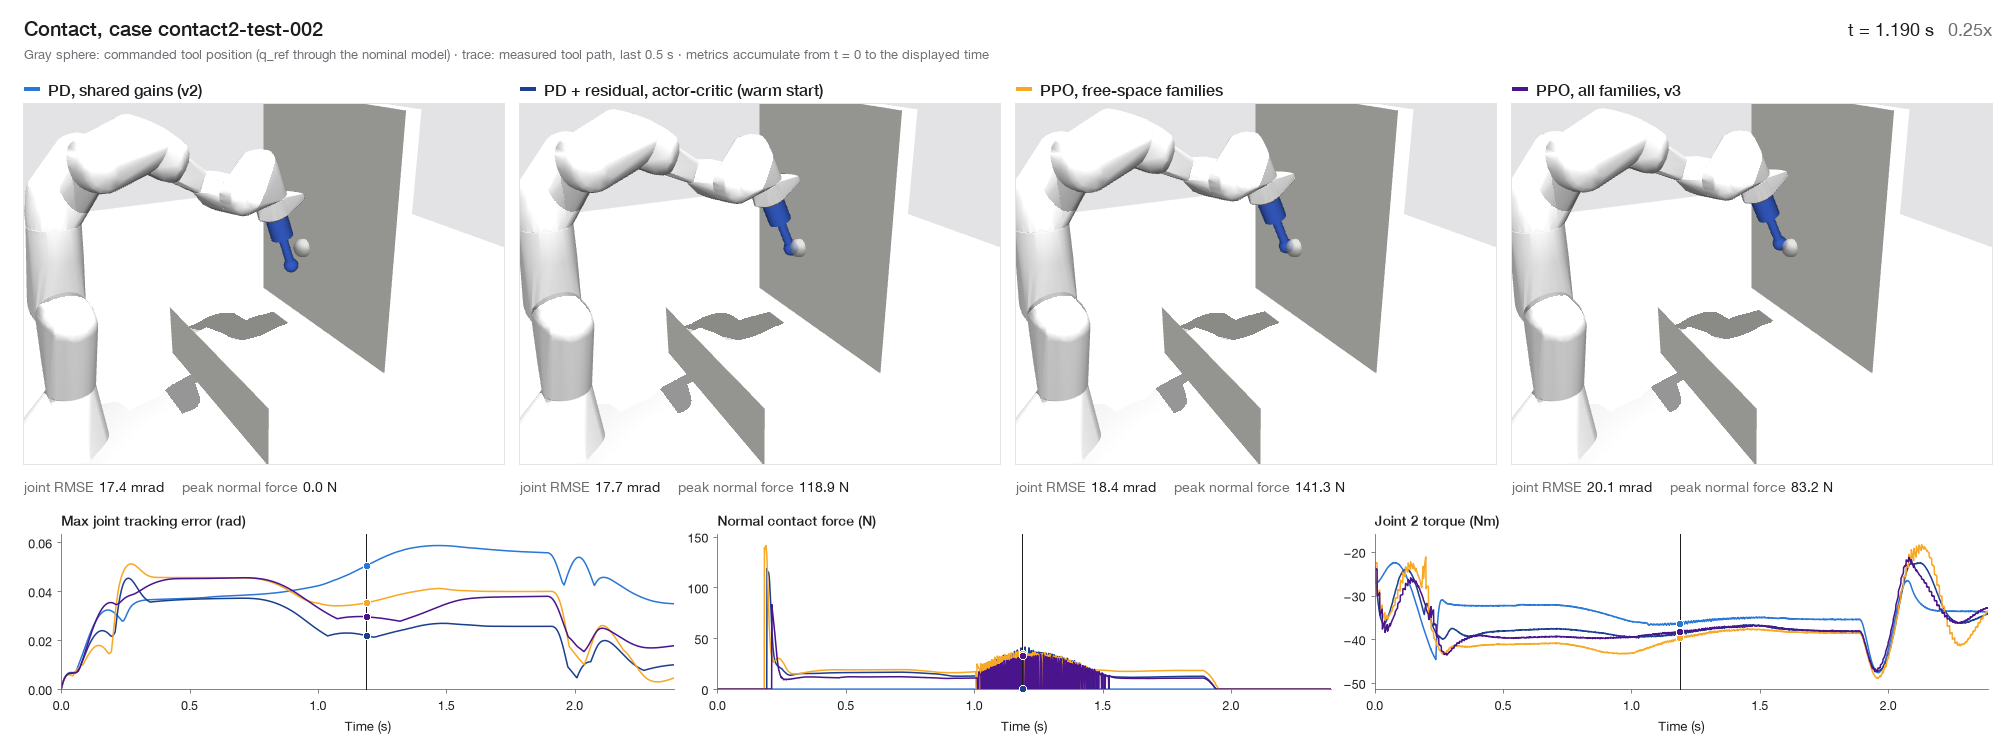 Contact, case contact2-test-002
t = 1.190 s 0.25x
Gray sphere: commanded tool position (q_ref through the nominal model) · trace: measured tool path, last 0.5 s · metrics accumulate from t = 0 to the displayed time
PD, shared gains (v2)
PD + residual, actor-critic (warm start)
PPO, free-space families
PPO, all families, v3
joint RMSE 17.4 mrad peak normal force 0.0 N
joint RMSE 17.7 mrad peak normal force 118.9 N
joint RMSE 18.4 mrad peak normal force 141.3 N
joint RMSE 20.1 mrad peak normal force 83.2 N
Max joint tracking error (rad)
0.06
0.04
0.02
0.00
0.0 0.5 1.0 1.5 2.0
Time (s)
Normal contact force (N)
150
100
50
0
0.0 0.5 1.0 1.5 2.0
Time (s)
Joint 2 torque (Nm)
−20
−30
−40
−50
0.0 0.5 1.0 1.5 2.0
Time (s)